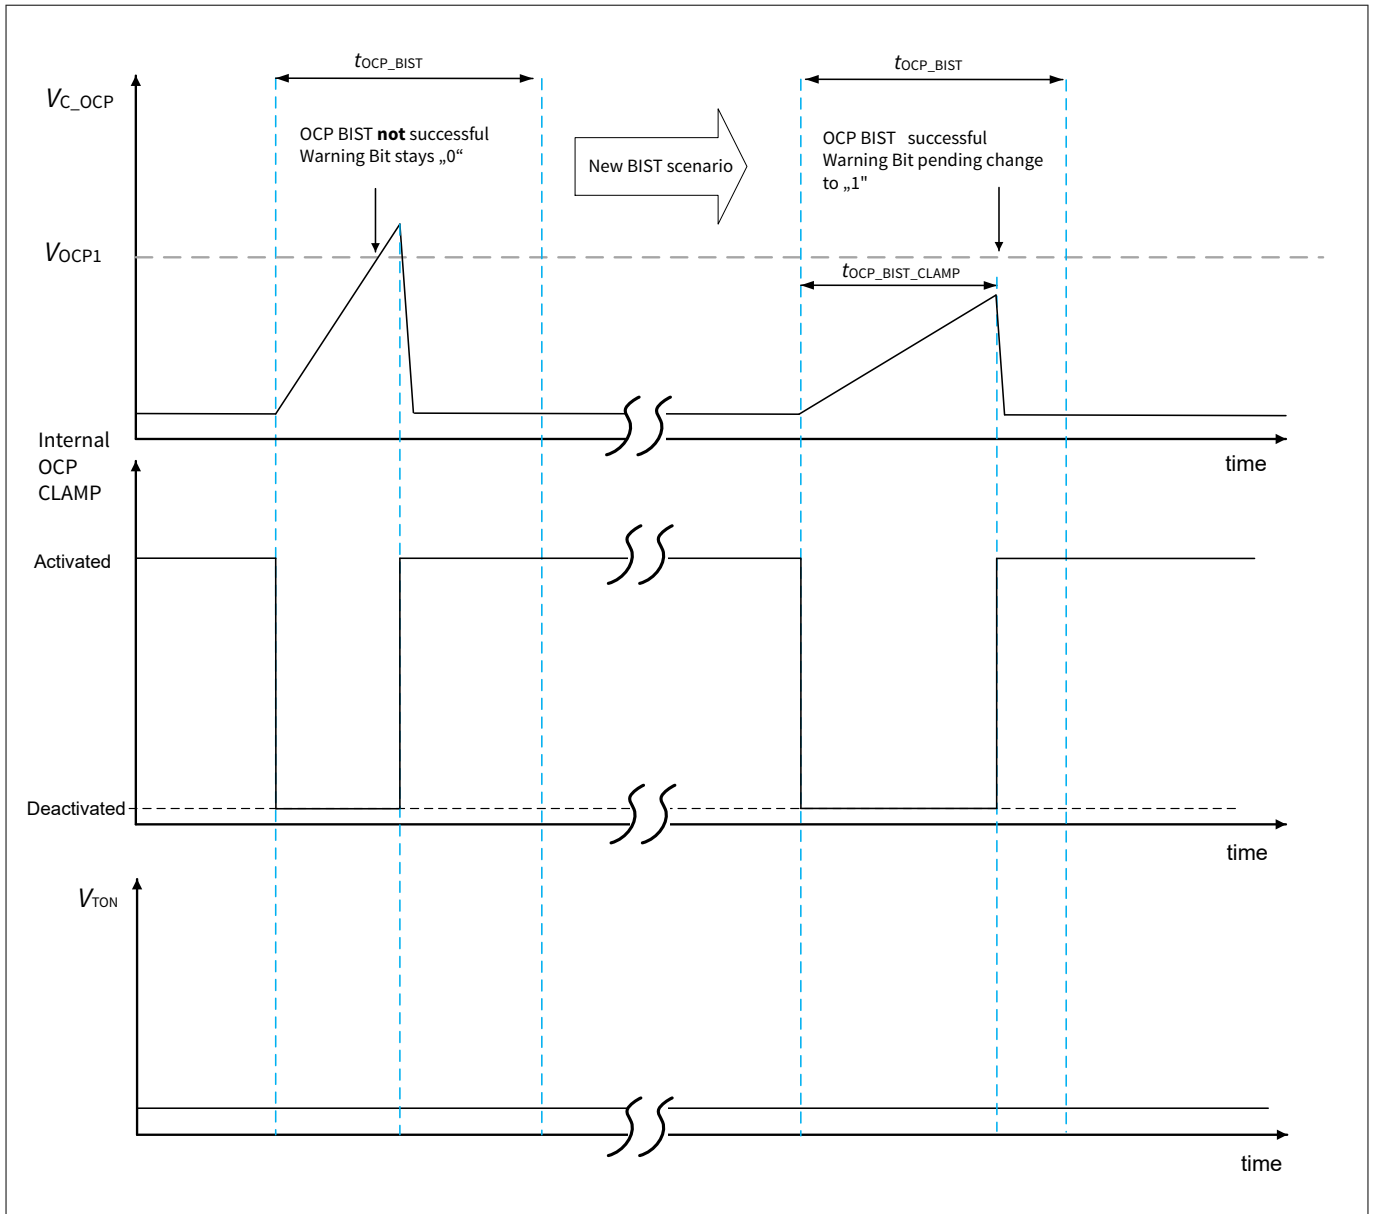 tOCP_BIST
tOCP_BIST
VC_OCP
OCP BIST not successful
Warning Bit stays „0“
New BIST scenario
OCP BIST successful
Warning Bit pending change
to „1"
VOCP1
tOCP_BIST_CLAMP
time
Internal
OCP
CLAMP
Activated
Deactivated
time
VTON
time